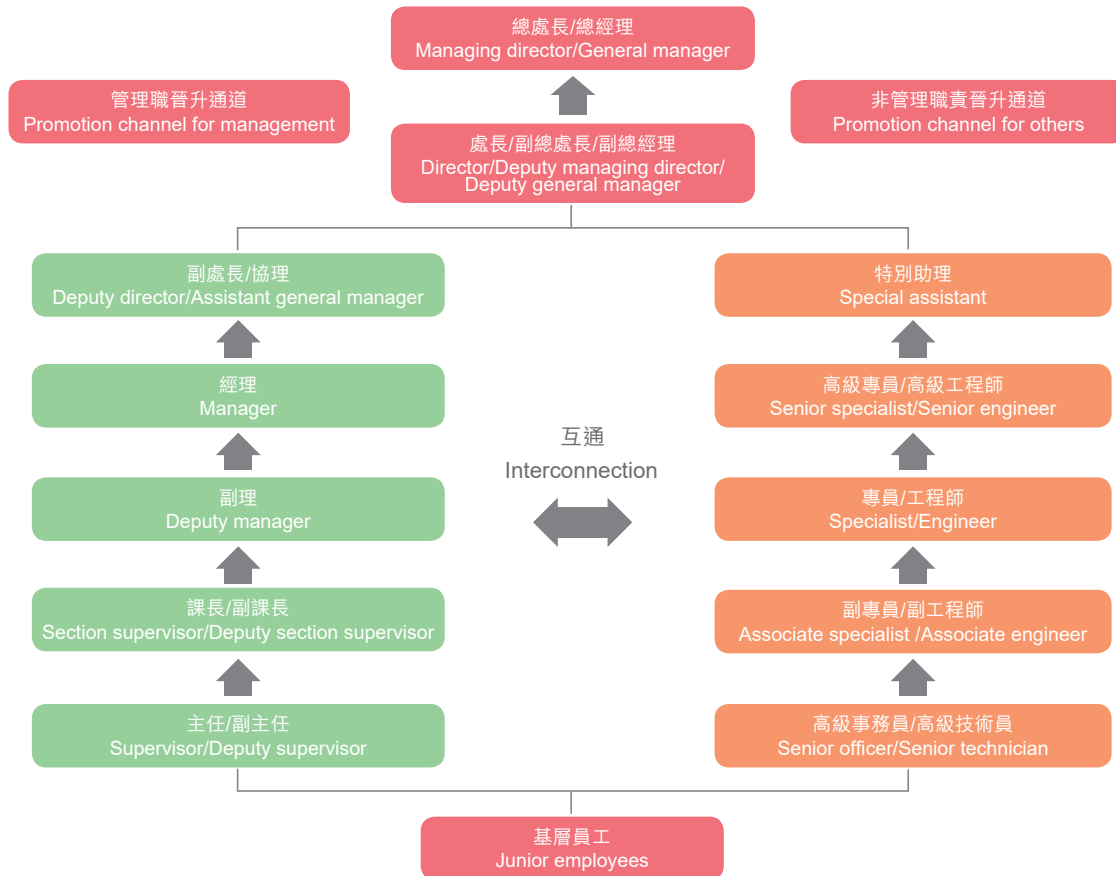 總處長/總經理
Managing director/General manager
管理職晉升通道
Promotion channel for management
非管理職責晉升通道
Promotion channel for others
處長/副總處長/副總經理
Director/Deputy managing director/
Deputy general manager
副處長/協理
Deputy director/Assistant general manager
特別助理
Special assistant
經理
Manager
高級專員/高級工程師
Senior specialist/Senior engineer
互通
Interconnection
副理
Deputy manager
專員/工程師
Specialist/Engineer
課長/副課長
Section supervisor/Deputy section supervisor
副專員/副工程師
Associate specialist /Associate engineer
主任/副主任
Supervisor/Deputy supervisor
高級事務員/高級技術員
Senior officer/Senior technician
基層員工
Junior employees